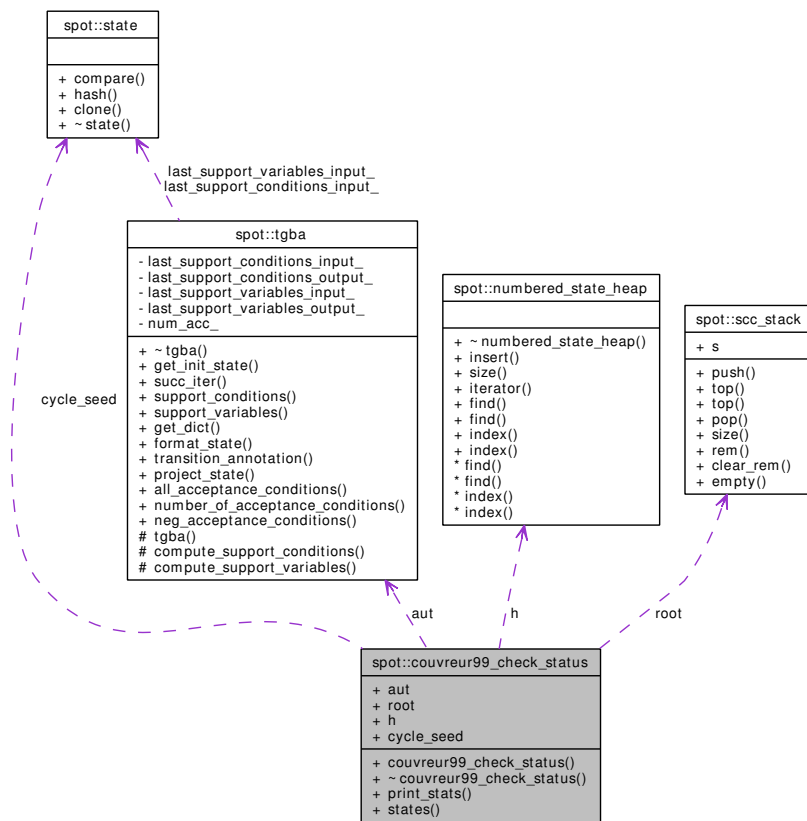 spot::state
+ compare()
+ hash()
+ clone()
+ ~state()
last_support_variables_input_
last_support_conditions_input_
spot::tgba
- last_support_conditions_input_
- last_support_conditions_output_
- last_support_variables_input_
- last_support_variables_output_
- num_acc_
+ ~tgba()
+ get_init_state()
+ succ_iter()
+ support_conditions()
+ support_variables()
+ get_dict()
+ format_state()
+ transition_annotation()
+ project_state()
+ all_acceptance_conditions()
+ number_of_acceptance_conditions()
+ neg_acceptance_conditions()
# tgba()
# compute_support_conditions()
# compute_support_variables()
spot::numbered_state_heap
+ ~numbered_state_heap()
+ insert()
+ size()
+ iterator()
+ find()
+ find()
+ index()
+ index()
* find()
* find()
* index()
* index()
spot::scc_stack
+ s
+ push()
+ top()
+ top()
+ pop()
+ size()
+ rem()
+ clear_rem()
+ empty()
cycle_seed
aut
h
root
spot::couvreur99_check_status
+ aut
+ root
+ h
+ cycle_seed
+ couvreur99_check_status()
+ ~couvreur99_check_status()
+ print_stats()
+ states()